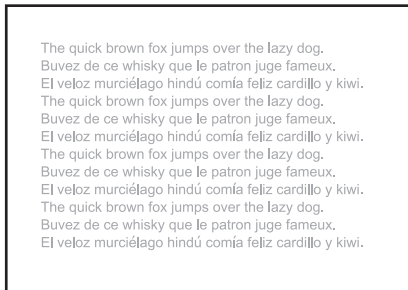 The quick brown fox jumps over the lazy dog.
Buvez de ce whisky que le patron juge fameux.
El veloz murciélago hindú comía feliz cardillo y kiwi.
The quick brown fox jumps over the lazy dog.
Buvez de ce whisky que le patron juge fameux.
El veloz murciélago hindú comía feliz cardillo y kiwi.
The quick brown fox jumps over the lazy dog.
Buvez de ce whisky que le patron juge fameux.
El veloz murciélago hindú comía feliz cardillo y kiwi.
The quick brown fox jumps over the lazy dog.
Buvez de ce whisky que le patron juge fameux.
El veloz murciélago hindú comía feliz cardillo y kiwi.